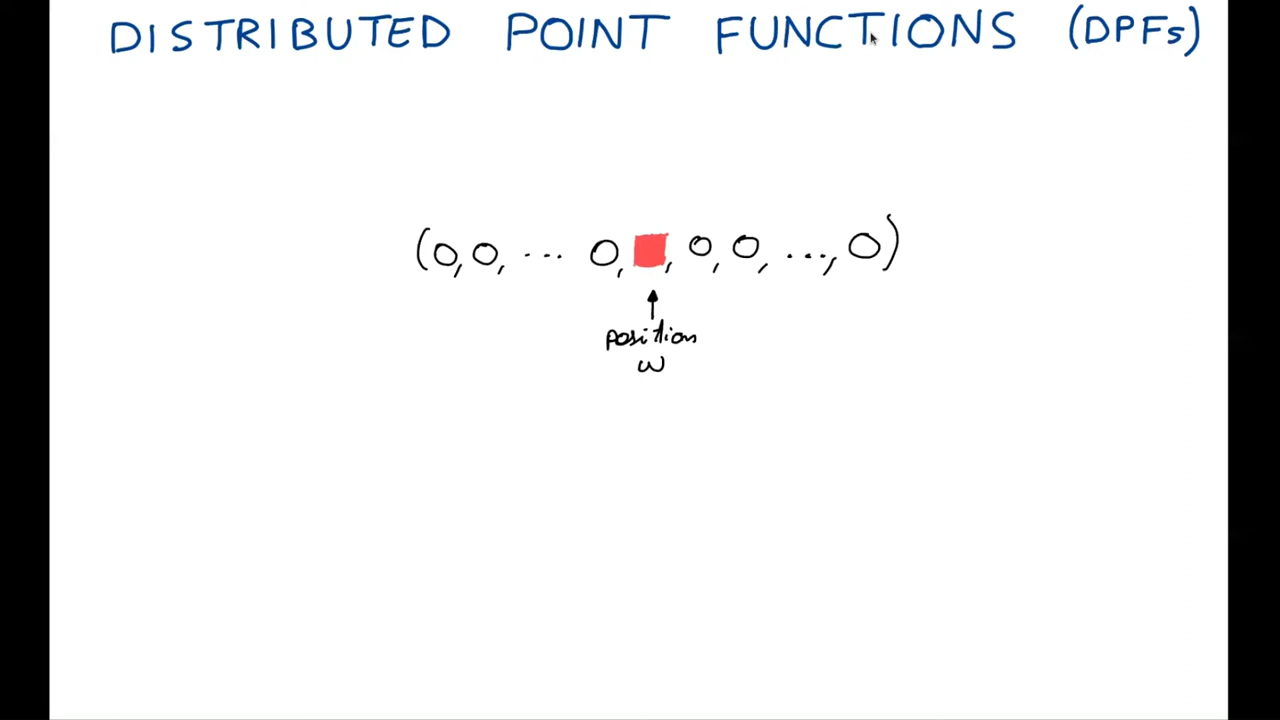 DISTRIBUTED POINT FUNCTIONS (DPFs)
(0,0, ... 0, , 0, 0, ..., 0)
position
ω